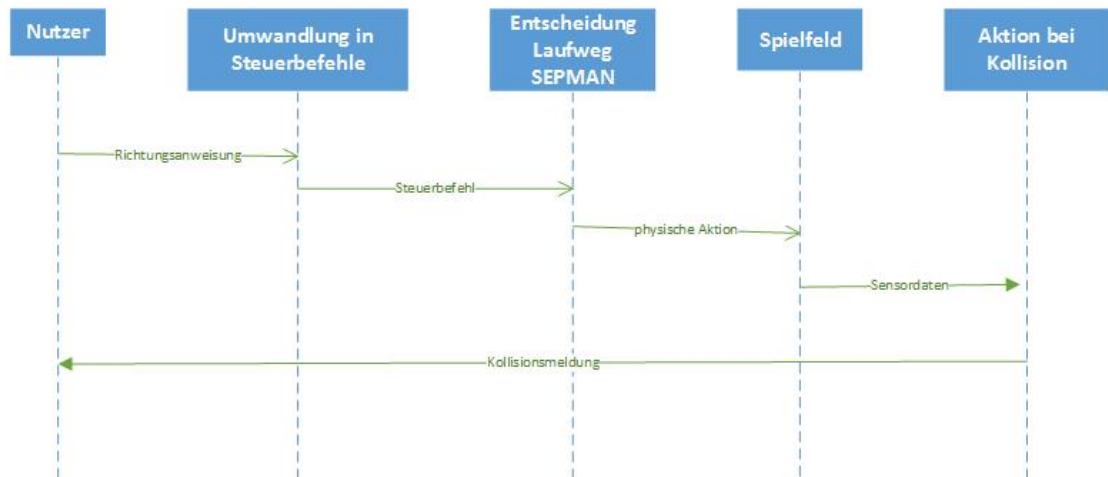 Nutzer
Umwandlung in
Steuerbefehle
Entscheidung
Laufweg
SEPMAN
Spielfeld
Aktion bei
Kollision
Richtungsanweisung
Steuerbefehl
physische Aktion
Sensordaten
Kollisionsmeldung